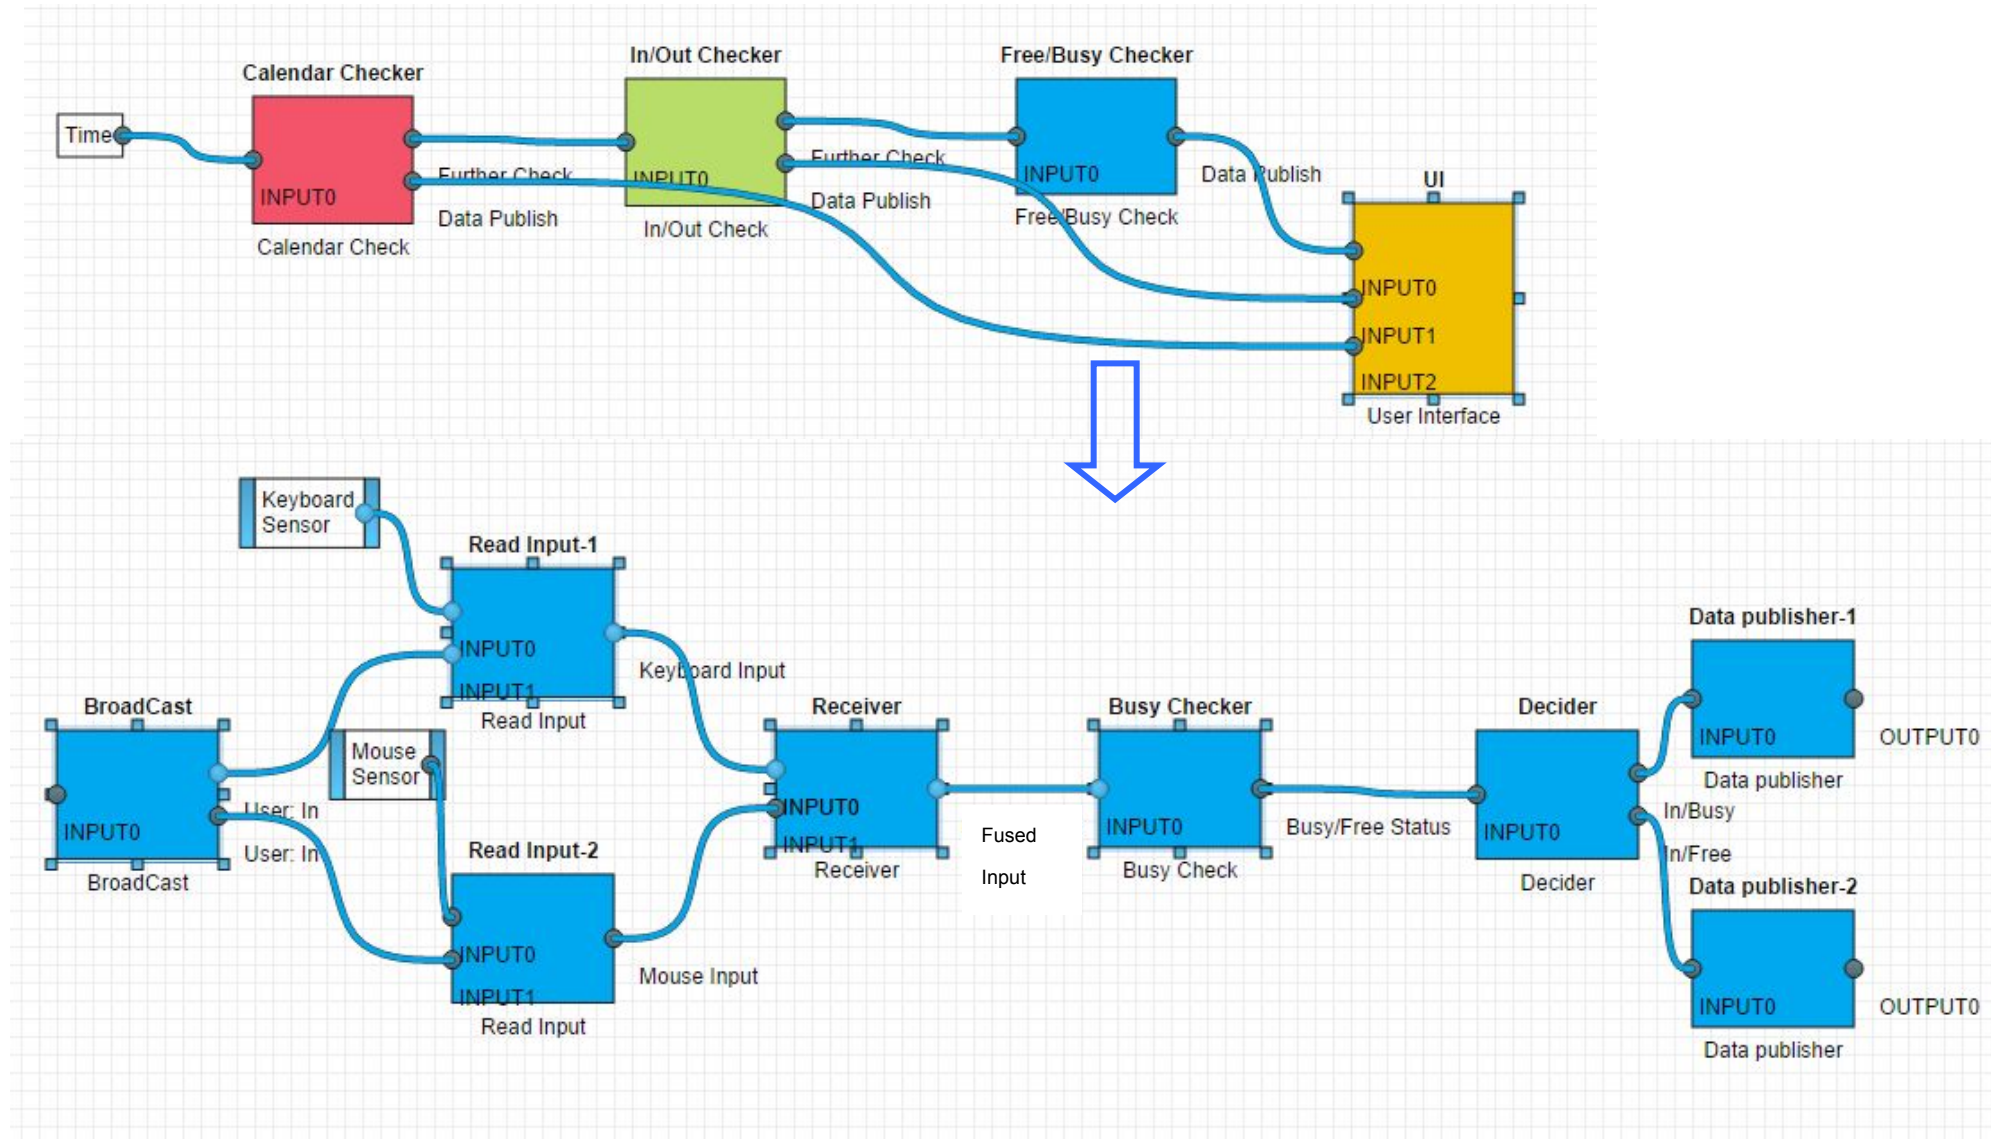 Calendar Checker
Time
INPUT0
Further Check
Data Publish
Calendar Check
In/Out Checker
INPUT0
Further Check
Data Publish
In/Out Check
Free/Busy Checker
INPUT0
Data Publish
Free/Busy Check
UI
INPUT0
INPUT1
INPUT2
User Interface
Keyboard
Sensor
Read Input-1
INPUT0
INPUT1
Keyboard Input
Read Input
BroadCast
INPUT0
User: In
User: In
BroadCast
Mouse
Sensor
Read Input-2
INPUT0
INPUT1
Mouse Input
Read Input
Receiver
INPUT0
INPUT1
Receiver
Fused
Input
Busy Checker
INPUT0
Busy/Free Status
Busy Check
Decider
INPUT0
In/Busy
In/Free
Decider
Data publisher-1
INPUT0
OUTPUT0
Data publisher
Data publisher-2
INPUT0
OUTPUT0
Data publisher